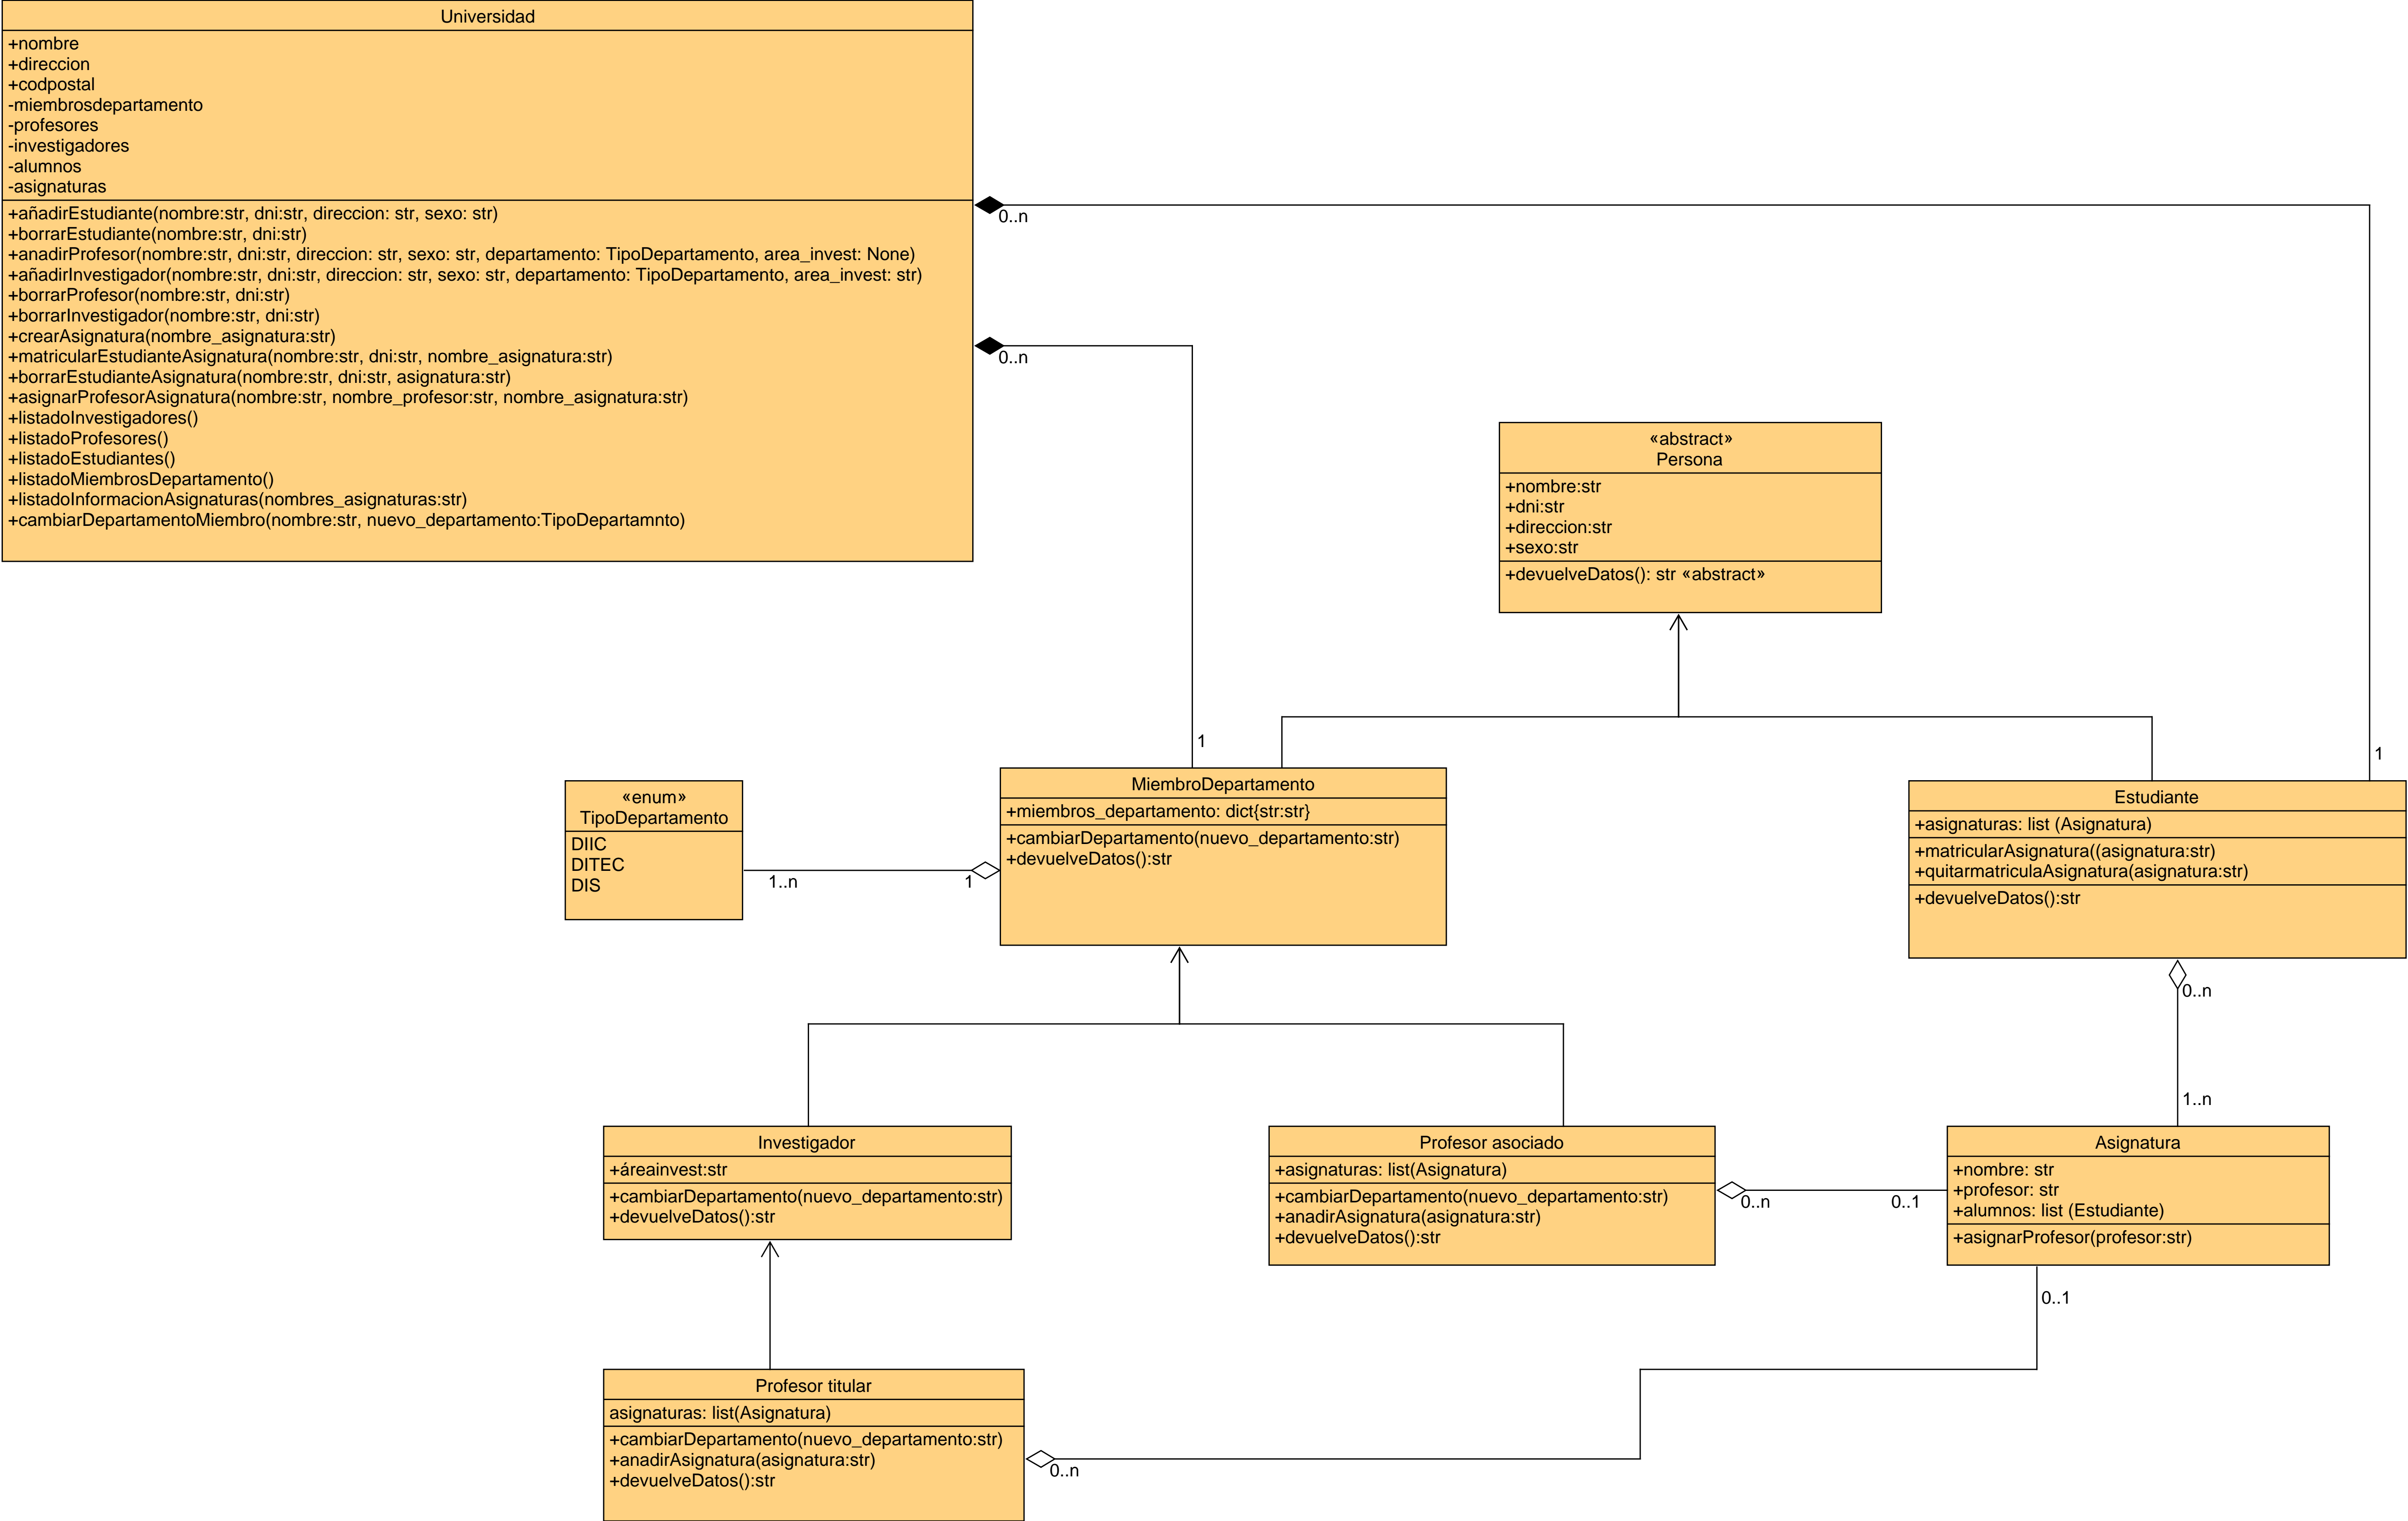 Universidad
+nombre
+direccion
+codpostal
-miembrosdepartamento
-profesores
-investigadores
-alumnos
-asignaturas
+añadirEstudiante(nombre:str, dni:str, direccion: str, sexo: str)
+borrarEstudiante(nombre:str, dni:str)
+anadirProfesor(nombre:str, dni:str, direccion: str, sexo: str, departamento: TipoDepartamento, area_invest: None)
+añadirInvestigador(nombre:str, dni:str, direccion: str, sexo: str, departamento: TipoDepartamento, area_invest: str)
+borrarProfesor(nombre:str, dni:str)
+borrarInvestigador(nombre:str, dni:str)
+crearAsignatura(nombre_asignatura:str)
+matricularEstudianteAsignatura(nombre:str, dni:str, nombre_asignatura:str)
+borrarEstudianteAsignatura(nombre:str, dni:str, asignatura:str)
+asignarProfesorAsignatura(nombre:str, nombre_profesor:str, nombre_asignatura:str)
+listadoInvestigadores()
+listadoProfesores()
+listadoEstudiantes()
+listadoMiembrosDepartamento()
+listadoInformacionAsignaturas(nombres_asignaturas:str)
+cambiarDepartamentoMiembro(nombre:str, nuevo_departamento:TipoDepartamnto)
0..n
0..n
«abstract»
Persona
+nombre:str
+dni:str
+direccion:str
+sexo:str
+devuelveDatos(): str «abstract»
1
1
«enum»
TipoDepartamento
DIIC
DITEC
DIS
1..n
1
MiembroDepartamento
+miembros_departamento: dict{str:str}
+cambiarDepartamento(nuevo_departamento:str)
+devuelveDatos():str
Estudiante
+asignaturas: list (Asignatura)
+matricularAsignatura((asignatura:str)
+quitarmatriculaAsignatura(asignatura:str)
+devuelveDatos():str
0..n
1..n
Investigador
+áreainvest:str
+cambiarDepartamento(nuevo_departamento:str)
+devuelveDatos():str
Profesor asociado
+asignaturas: list(Asignatura)
+cambiarDepartamento(nuevo_departamento:str)
+anadirAsignatura(asignatura:str)
+devuelveDatos():str
0..n
0..1
Asignatura
+nombre: str
+profesor: str
+alumnos: list (Estudiante)
+asignarProfesor(profesor:str)
0..1
Profesor titular
asignaturas: list(Asignatura)
+cambiarDepartamento(nuevo_departamento:str)
+anadirAsignatura(asignatura:str)
+devuelveDatos():str
0..n